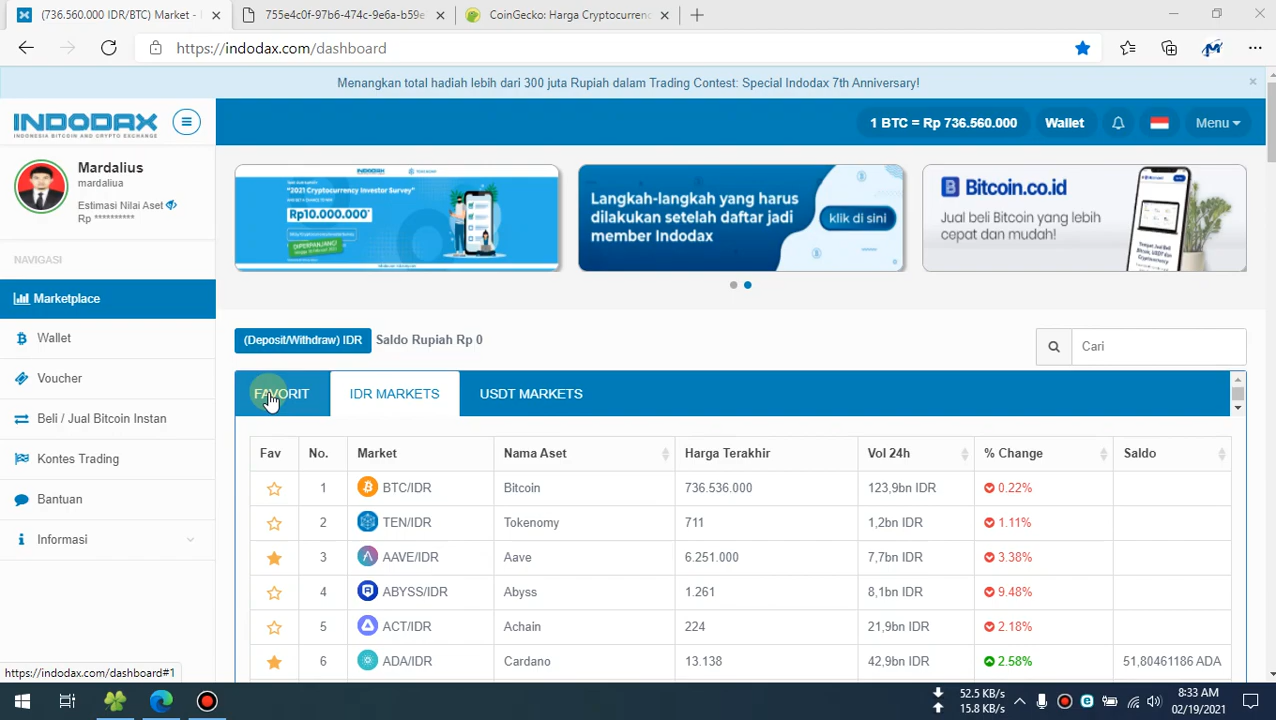 (736.560.000 IDR/BTC) Market -
755e4c0f-97b6-474c-9e6a-b59e
CoinGecko: Harga Cryptocurrenc
https://indodax.com/dashboard
Menangkan total hadiah lebih dari 300 juta Rupiah dalam Trading Contest: Special Indodax 7th Anniversary!
INDODAX
INDONESIA BITCOIN AND CRYPTO EXCHANGE
1 BTC = Rp 736.560.000
Wallet
Menu
Mardalius
mardaliua
Estimasi Nilai Aset
Rp **********
"2021 Cryptocurrency Investor Survey"
Rp10.000.000*
DIPERPANJANG!
Langkah-langkah yang harus
dilakukan setelah daftar jadi
member Indodax
klik di sini
Bitcoin.co.id
Jual beli Bitcoin yang lebih
cepat dan mudah!
NAVIGASI
Marketplace
Wallet
Voucher
Beli / Jual Bitcoin Instan
Kontes Trading
Bantuan
Informasi
(Deposit/Withdraw) IDR
Saldo Rupiah Rp 0
Cari
FAVORIT IDR MARKETS USDT MARKETS
Fav No. Market Nama Aset Harga Terakhir Vol 24h % Change Saldo
1 BTC/IDR Bitcoin 736.536.000 123,9bn IDR 0.22%
2 TEN/IDR Tokenomy 711 1,2bn IDR 1.11%
3 AAVE/IDR Aave 6.251.000 7,7bn IDR 3.38%
4 ABYSS/IDR Abyss 1.261 8,1bn IDR 9.48%
5 ACT/IDR Achain 224 21,9bn IDR 2.18%
6 ADA/IDR Cardano 13.138 42,9bn IDR 2.58% 51,80461186 ADA
https://indodax.com/dashboard#1
52.5 KB/s
15.8 KB/s
8:33 AM
02/19/2021